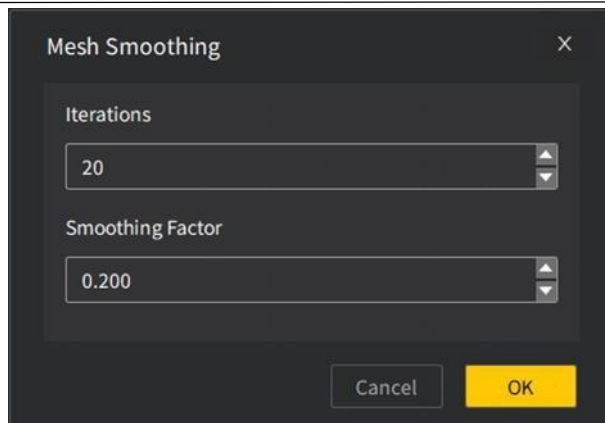 Mesh Smoothing
Iterations
20
Smoothing Factor
0.200
Cancel
OK